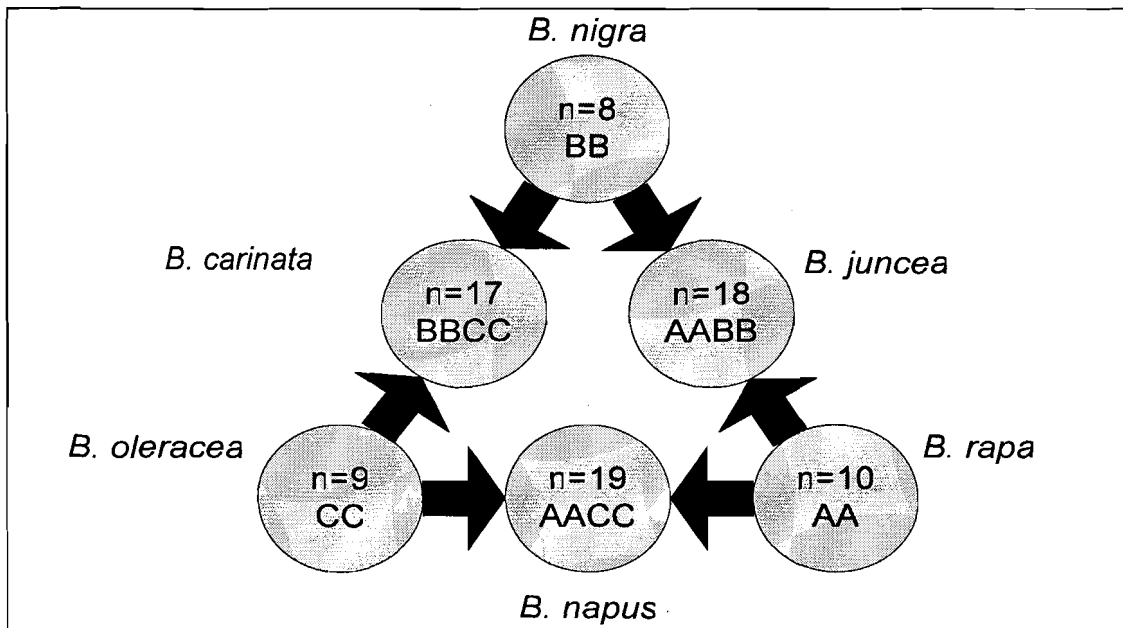 B. nigra
n=8
BB
B. carinata
n=17
BBCC
B. juncea
n=18
AABB
B. oleracea
n=9
CC
n=19
AACC
B. napus
B. rapa
n=10
AA